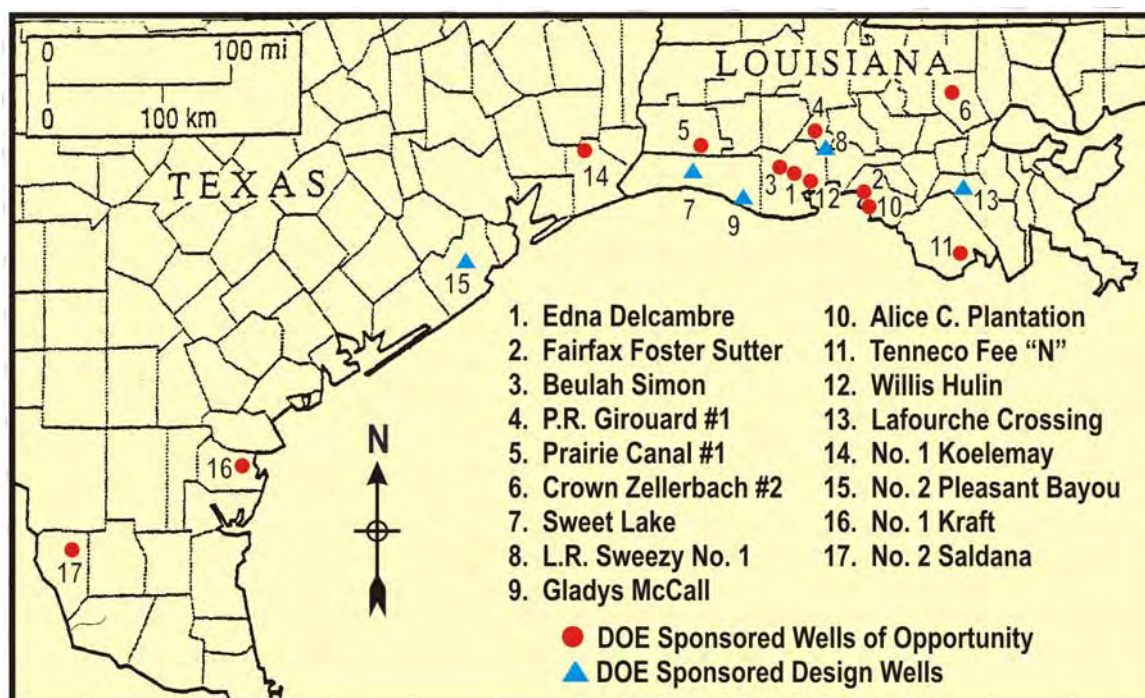 0 100 mi
0 100 km
LOUISIANA
TEXAS
4
6
5
8
14
3
1
12
2
7
9
10
13
11
15
N
16
17
1. Edna Delcambre
2. Fairfax Foster Sutter
3. Beulah Simon
4. P.R. Girouard #1
5. Prairie Canal #1
6. Crown Zellerbach #2
7. Sweet Lake
8. L.R. Sweezy No. 1
9. Gladys McCall
10. Alice C. Plantation
11. Tenneco Fee “N”
12. Willis Hulin
13. Lafourche Crossing
14. No. 1 Koelemay
15. No. 2 Pleasant Bayou
16. No. 1 Kraft
17. No. 2 Saldana
DOE Sponsored Wells of Opportunity
DOE Sponsored Design Wells